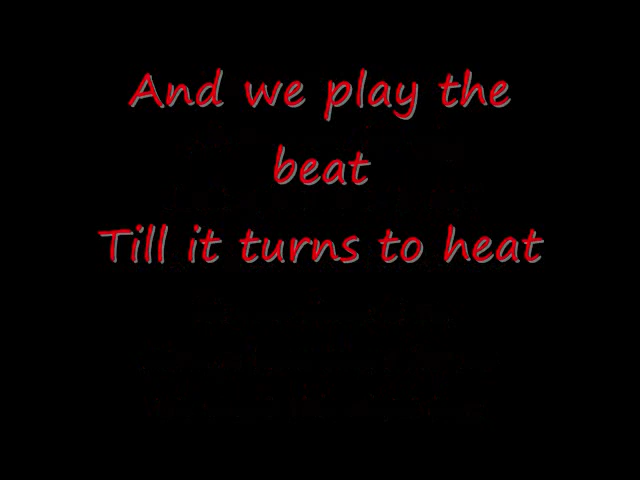 And we play the
beat
Till it turns to heat